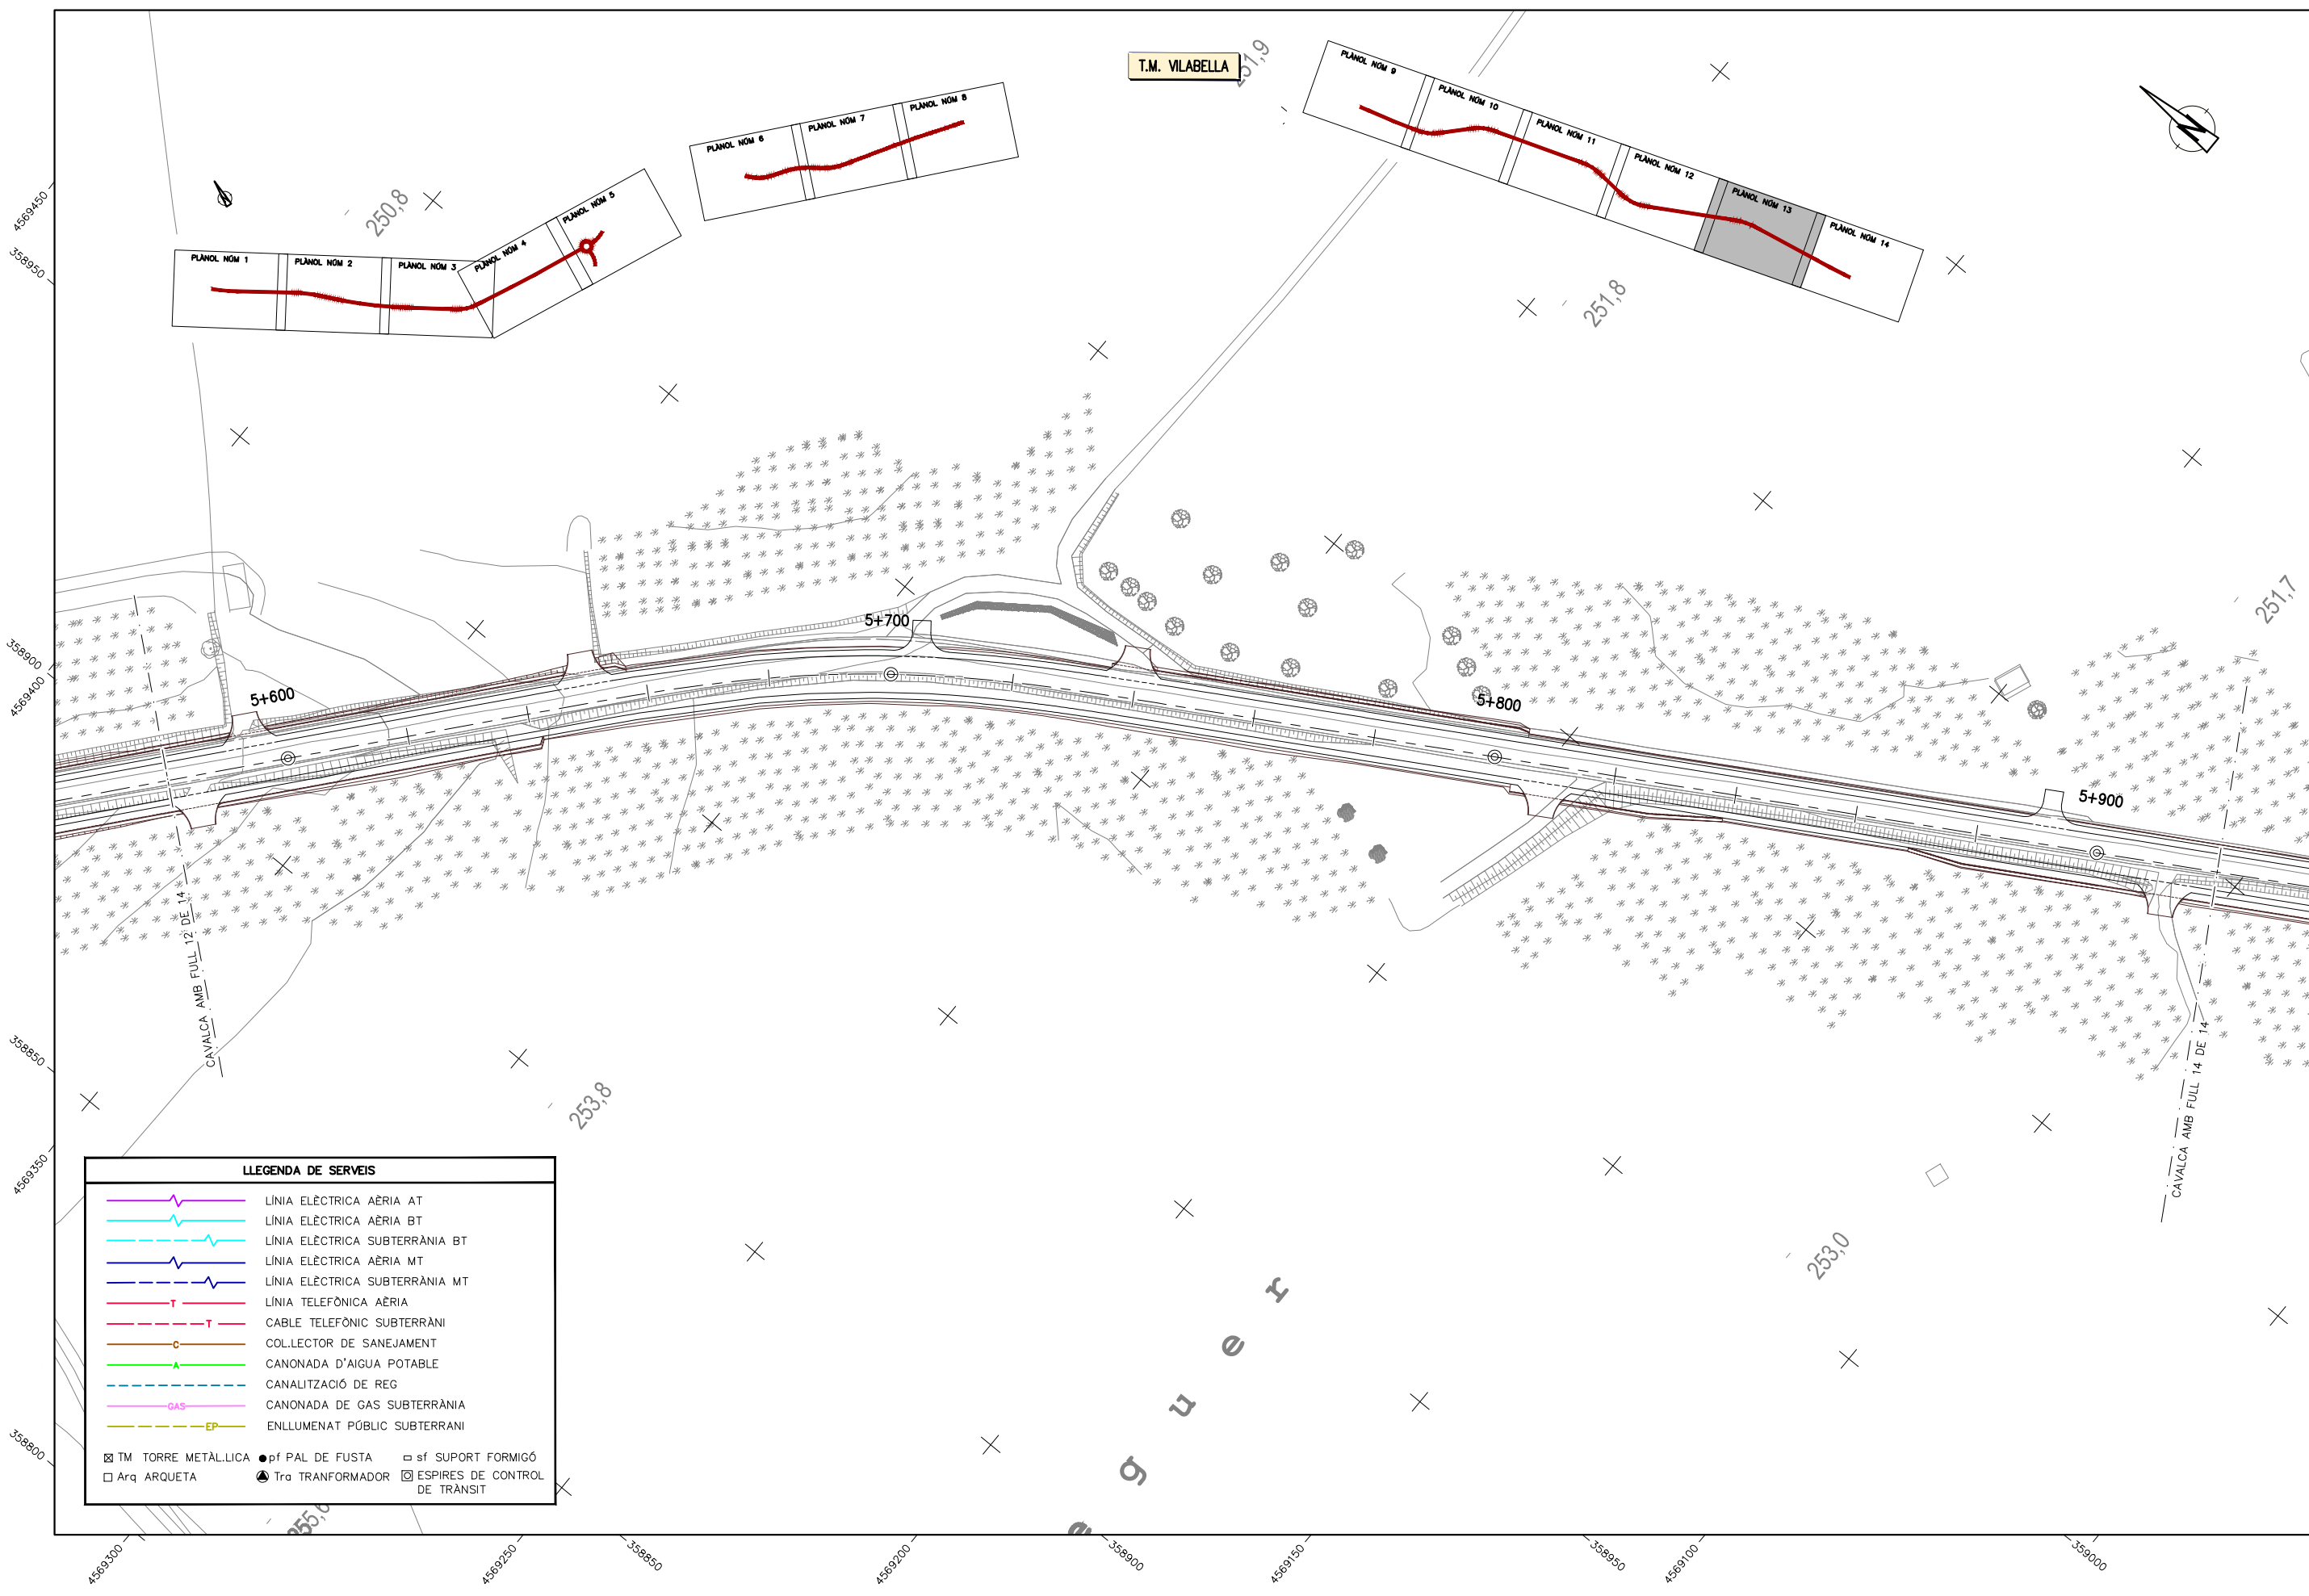 T.M. VILABELLA
251,9
PLÀNOL NÚM 9
PLÀNOL NÚM 10
PLÀNOL NÚM 11
PLÀNOL NÚM 12
PLÀNOL NÚM 13
PLÀNOL NÚM 14
N
PLÀNOL NÚM 6
PLÀNOL NÚM 7
PLÀNOL NÚM 8
PLÀNOL NÚM 1
PLÀNOL NÚM 2
PLÀNOL NÚM 3
PLÀNOL NÚM 4
PLÀNOL NÚM 5
4569450
250,8
358950
251,8
251,7
358900
4569400
5+600
5+700
5+800
5+900
CAVALCA AMB FULL 12 DE 14
CAVALCA AMB FULL 14 DE 14
358850
253,8
4569350
253,0
358800
r
e
u
g
e
LLEGENDA DE SERVEIS
LÍNIA ELÈCTRICA AÈRIA AT
LÍNIA ELÈCTRICA AÈRIA BT
LÍNIA ELÈCTRICA SUBTERRÀNIA BT
LÍNIA ELÈCTRICA AÈRIA MT
LÍNIA ELÈCTRICA SUBTERRÀNIA MT
T LÍNIA TELEFÒNICA AÈRIA
T CABLE TELEFÒNIC SUBTERRÀNI
C COL.LECTOR DE SANEJAMENT
A CANONADA D'AIGUA POTABLE
CANALITZACIÓ DE REG
GAS CANONADA DE GAS SUBTERRÀNIA
EP ENLLUMENAT PÚBLIC SUBTERRANI
TM TORRE METÀL.LICA pf PAL DE FUSTA sf SUPORT FORMIGÓ
Arq ARQUETA Tra TRANFORMADOR ESPIRES DE CONTROL
DE TRÀNSIT
255,6
4569300
4569250
358850
4569200
358900
4569150
358950
4569100
359000